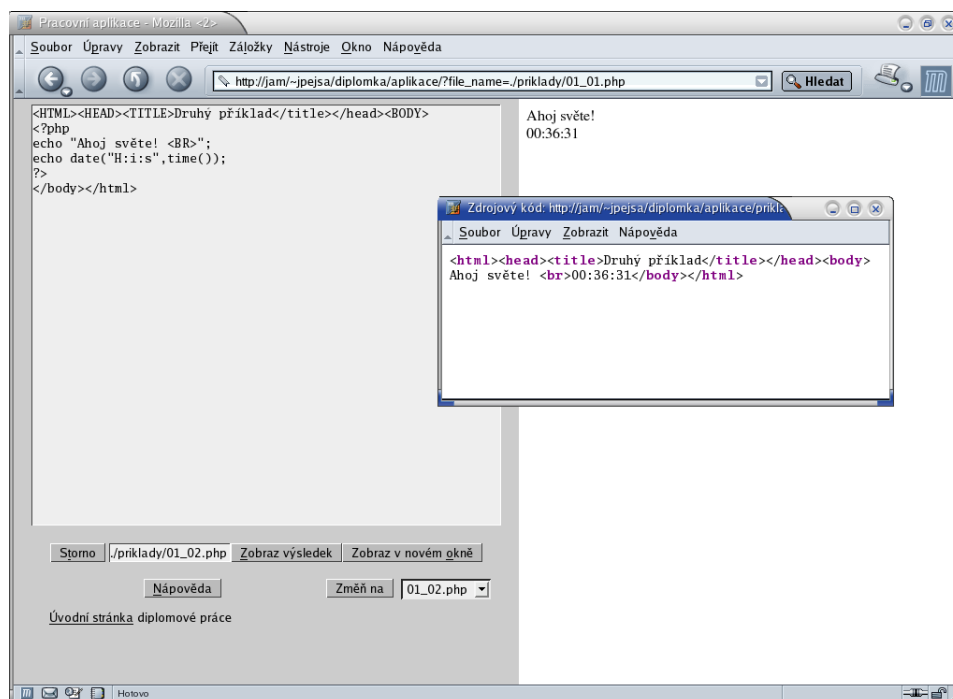 Pracovní aplikace - Mozilla <2>
Soubor Úpravy Zobrazit Přejít Záložky Nástroje Okno Nápověda
http://jam/~jpejsa/diplomka/aplikace/?file_name=./priklady/01_01.php Hledat
<HTML><HEAD><TITLE>Druhý příklad</title></head><BODY>
<?php
echo "Ahoj světe! <BR>";
echo date("H:i:s",time());
?>
</body></html>
Ahoj světe!
00:36:31
Zdrojový kód: http://jam/~jpejsa/diplomka/aplikace/prikla
Soubor Úpravy Zobrazit Nápověda
<html><head><title>Druhý příklad</title></head><body>
Ahoj světe! <br>00:36:31</body></html>
Storno ./priklady/01_02.php Zobraz výsledek Zobraz v novém okně
Nápověda Změň na 01_02.php
Úvodní stránka diplomové práce
Hotovo